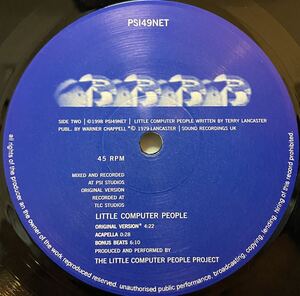 PSI49NET
SIDE TWO | ©1998 PSI49NET | LITTLE COMPUTER PEOPLE WRITTEN BY TERRY LANCASTER
PUBL. BY WARNER CHAPPELL *© 1979 LANCASTER | SOUND RECORDINGS UK
45 RPM
MIXED AND RECORDED
AT PSI STUDIOS
ORIGINAL VERSION
RECORDED AT
TLC STUDIOS
LITTLE COMPUTER PEOPLE
ORIGINAL VERSION* 4:22
ACAPELLA 0:28
BONUS BEATS 6:10
PRODUCED AND PERFORMED BY
THE LITTLE COMPUTER PEOPLE PROJECT
all rights of the producer an the owner of the work reproduced reserved. unauthorised public performance, broadcasting, copying, lending, hiring of the record prohibited.